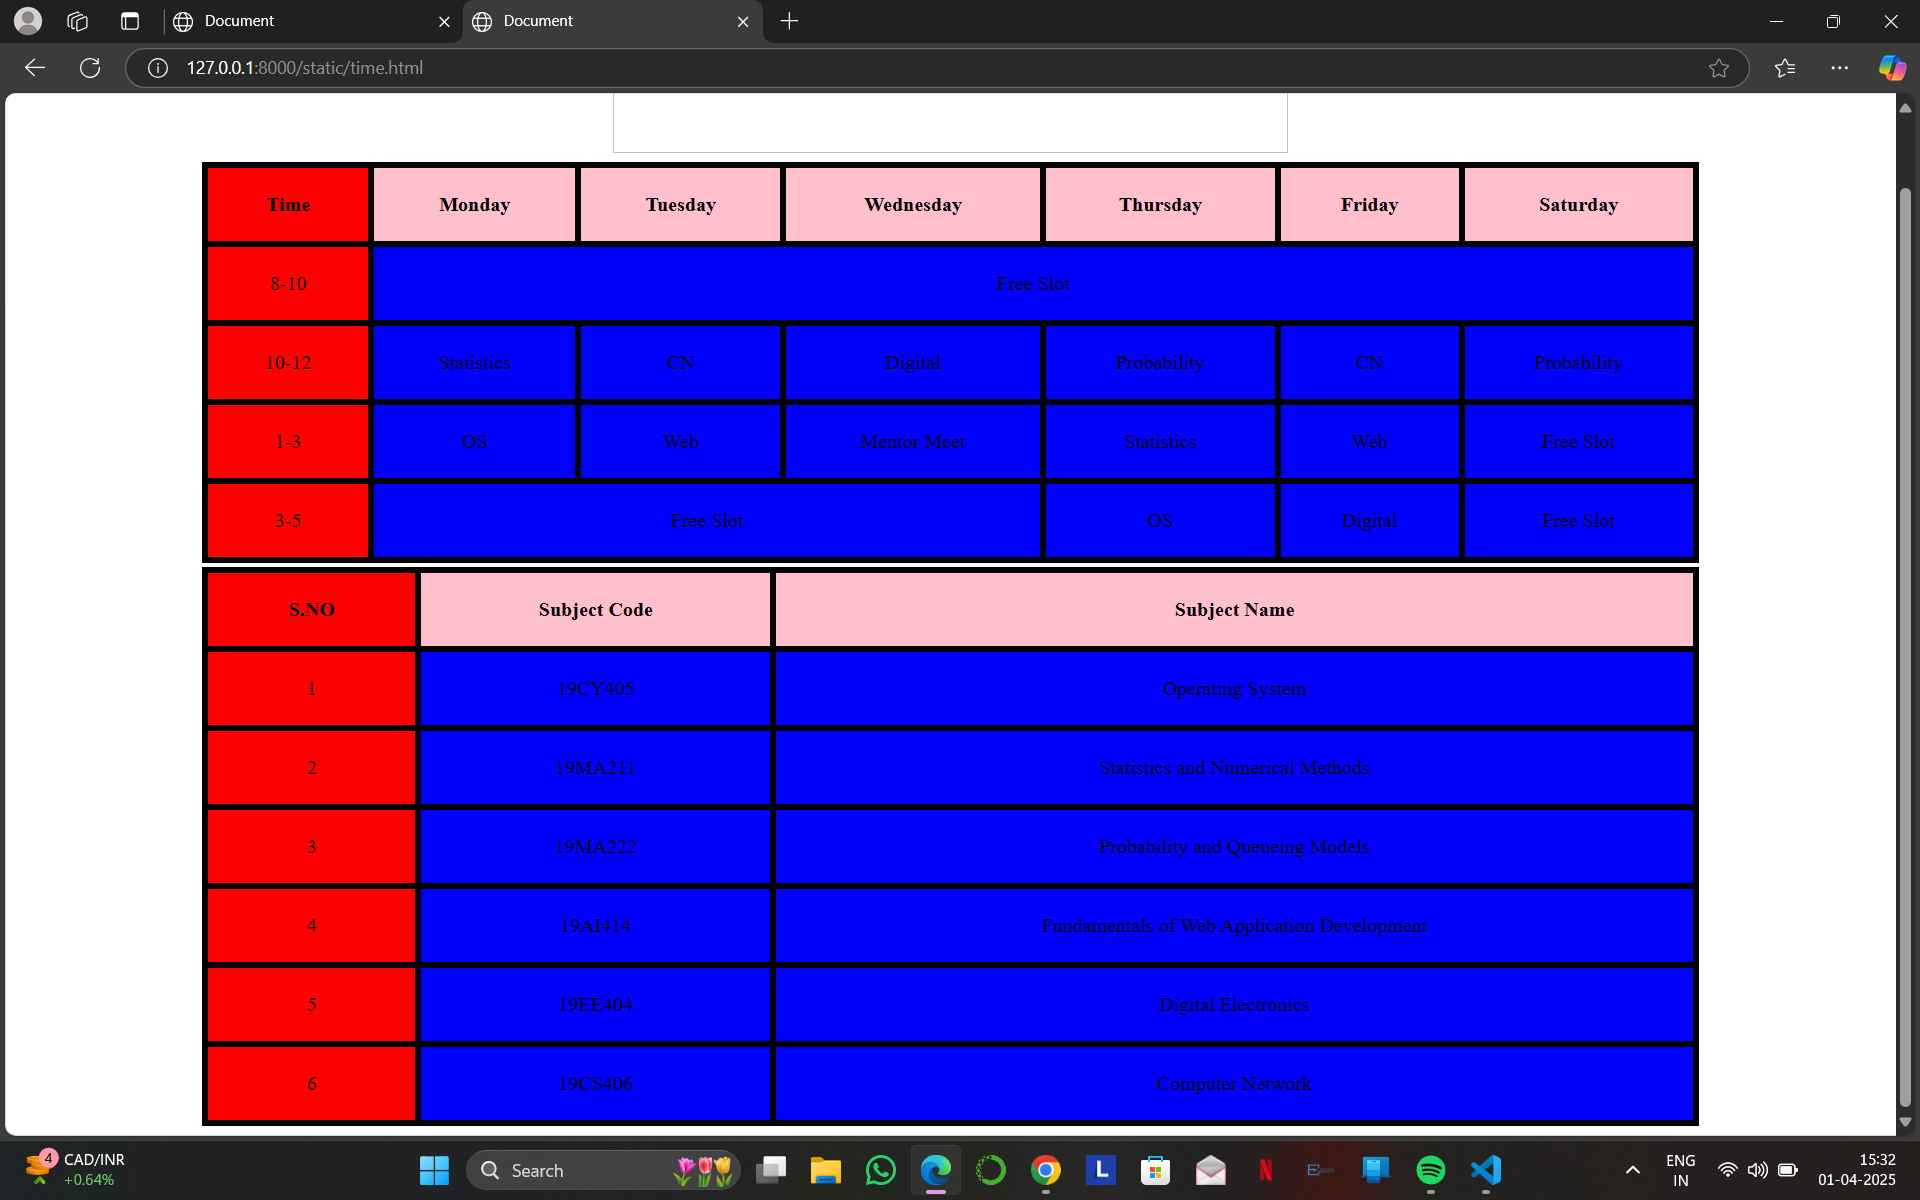 Document
Document
127.0.0.1:8000/static/time.html
Time Monday Tuesday Wednesday Thursday Friday Saturday
8-10 Free Slot
10-12 Statistics CN Digital Probability CN Probability
1-3 OS Web Mentor Meet Statistics Web Free Slot
3-5 Free Slot OS Digital Free Slot
S.NO Subject Code Subject Name
1 19CY405 Operating System
2 19MA211 Statistics and Numerical Methods
3 19MA222 Probability and Queueing Models
4 19AI414 Fundamentals of Web Application Development
5 19EE404 Digital Electronics
6 19CS406 Computer Network
4
CAD/INR
+0.64%
Search
L
N
ENG
IN
15:32
01-04-2025